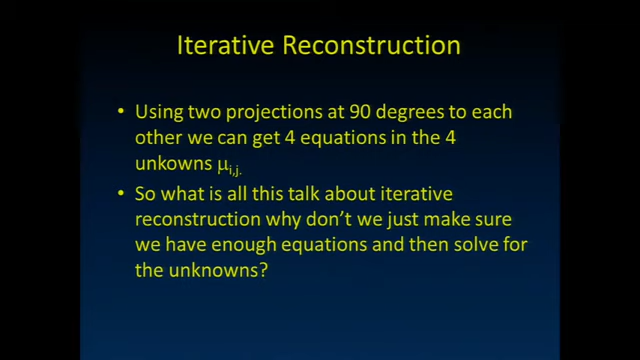 Iterative Reconstruction
• Using two projections at 90 degrees to each
other we can get 4 equations in the 4
unkowns μi,j.
• So what is all this talk about iterative
reconstruction why don't we just make sure
we have enough equations and then solve for
the unknowns?